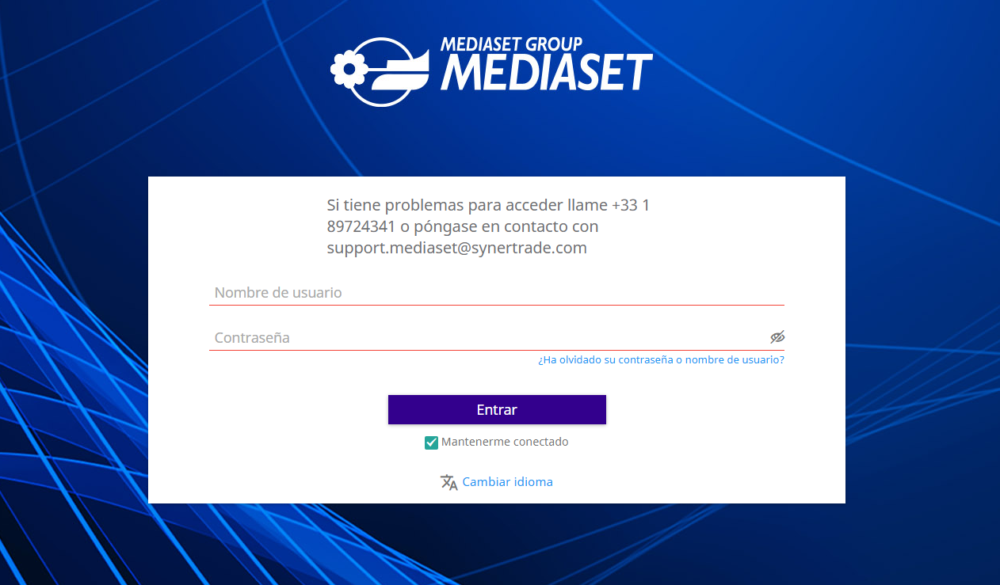 MEDIASET GROUP
MEDIASET
Si tiene problemas para acceder llame +33 1
89724341 o póngase en contacto con
support.mediaset@synertrade.com
Nombre de usuario
Contraseña
¿Ha olvidado su contraseña o nombre de usuario?
Entrar
Mantenerme conectado
Cambiar idioma